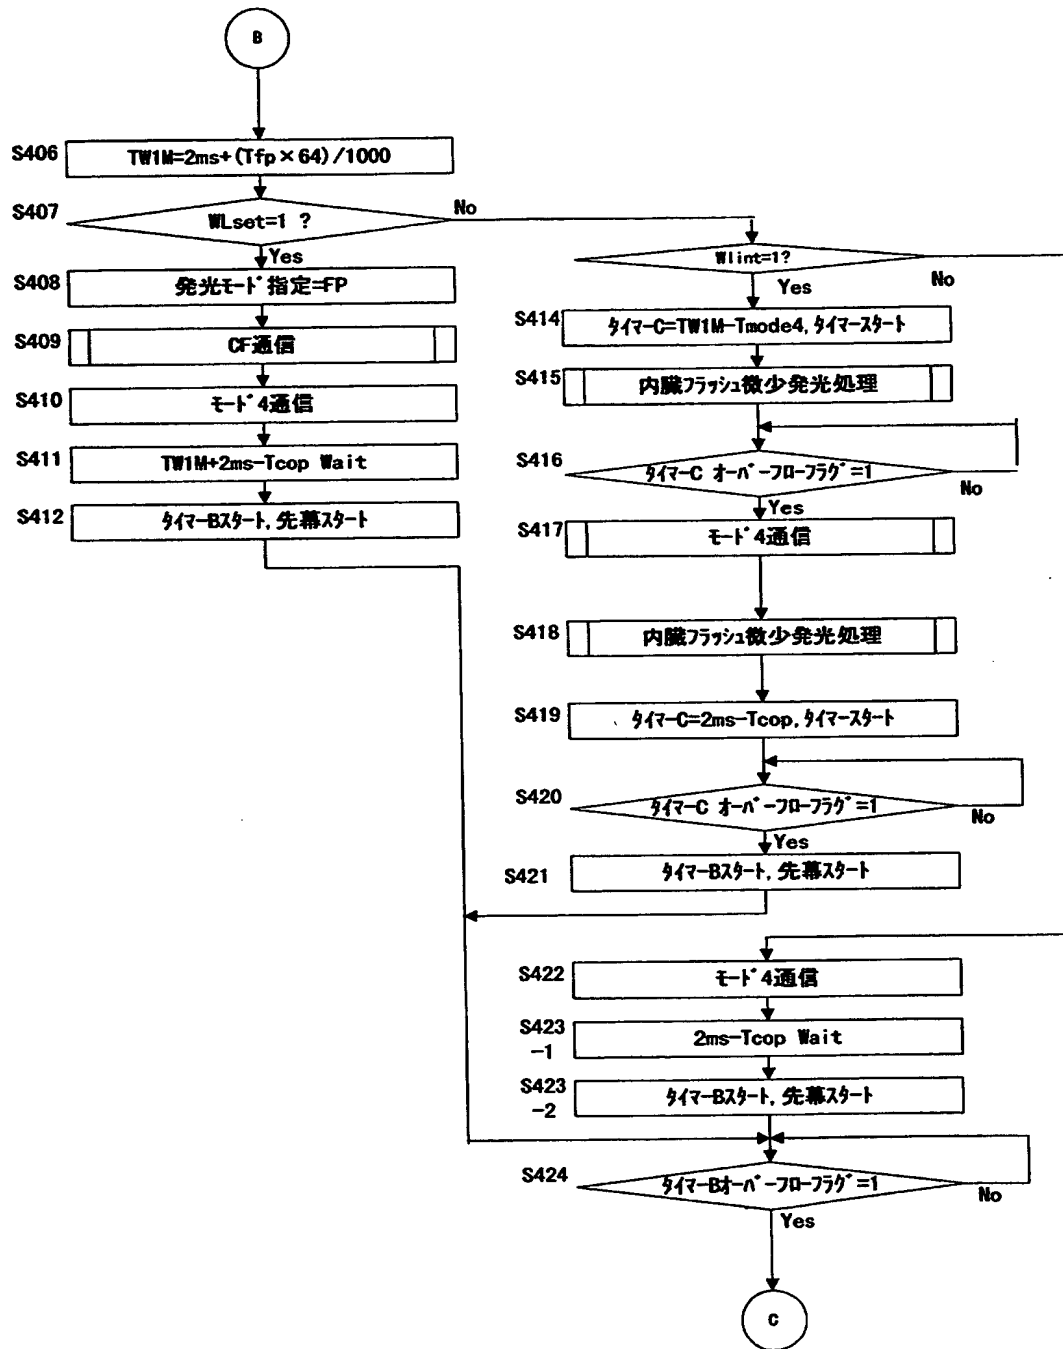 B
S406
TW1M=2ms+(Tfp×64)/1000
S407
WLset=1 ?
No
Yes
S408
発光ﾓｰﾄﾞ指定=FP
S409
CF通信
S410
ﾓｰﾄﾞ4通信
S411
TW1M+2ms-Tcop Wait
S412
ﾀｲﾏｰBｽﾀｰﾄ,先幕ｽﾀｰﾄ
Wlint=1?
No
Yes
S414
ﾀｲﾏｰC=TW1M-Tmode4,ﾀｲﾏｰｽﾀｰﾄ
S415
内臓ﾌﾗｯｼｭ微少発光処理
S416
ﾀｲﾏｰC ｵｰﾊﾞｰﾌﾛｰﾌﾗｸﾞ=1
No
Yes
S417
ﾓｰﾄﾞ4通信
S418
内臓ﾌﾗｯｼｭ微少発光処理
S419
ﾀｲﾏｰC=2ms-Tcop,ﾀｲﾏｰｽﾀｰﾄ
S420
ﾀｲﾏｰC ｵｰﾊﾞｰﾌﾛｰﾌﾗｸﾞ=1
No
Yes
S421
ﾀｲﾏｰBｽﾀｰﾄ,先幕ｽﾀｰﾄ
S422
ﾓｰﾄﾞ4通信
S423
-1
2ms-Tcop Wait
S423
-2
ﾀｲﾏｰBｽﾀｰﾄ,先幕ｽﾀｰﾄ
S424
ﾀｲﾏｰBｵｰﾊﾞｰﾌﾛｰﾌﾗｸﾞ=1
No
Yes
C